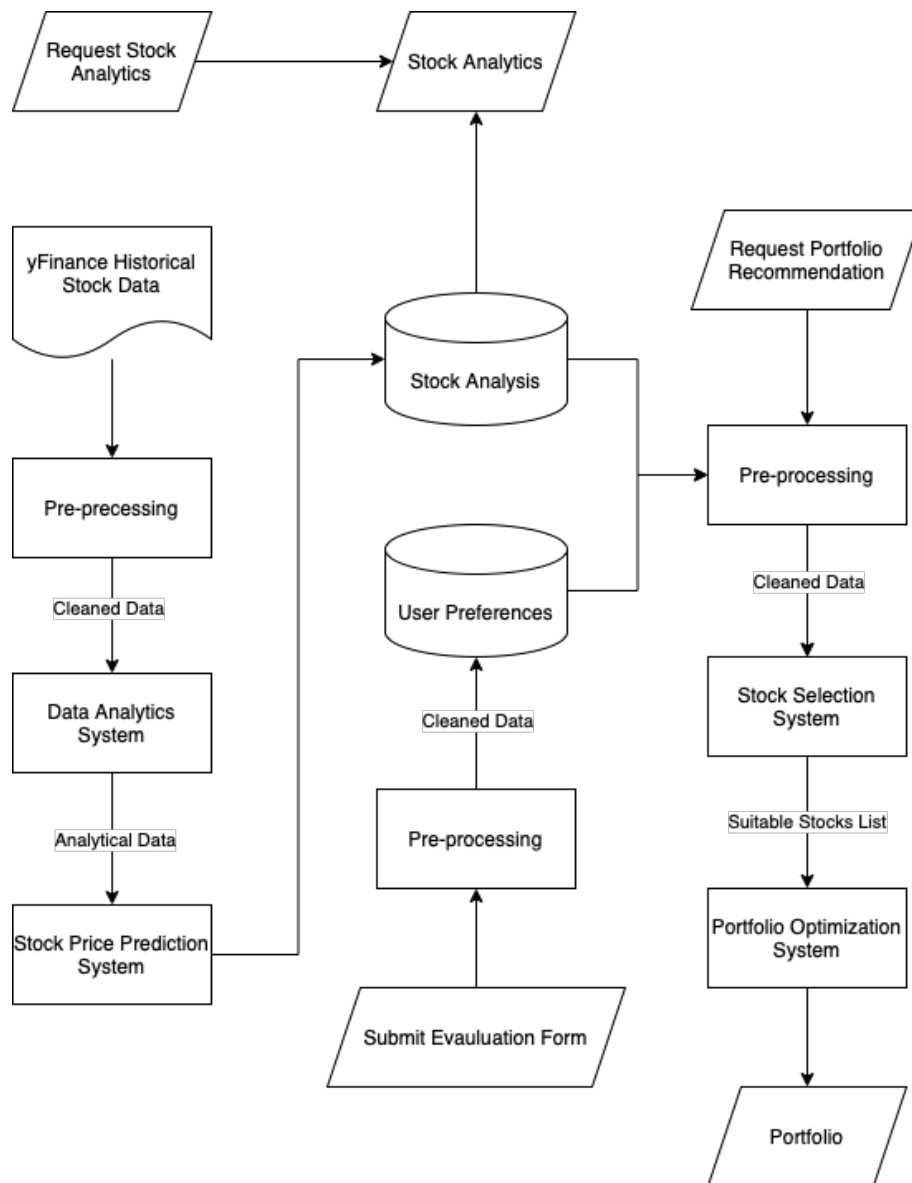 Request Stock
Analytics
Stock Analytics
yFinance Historical
Stock Data
Request Portfolio
Recommendation
Stock Analysis
Pre-precessing
Pre-processing
Cleaned Data
Cleaned Data
User Preferences
Data Analytics
System
Stock Selection
System
Cleaned Data
Analytical Data
Suitable Stocks List
Pre-processing
Stock Price Prediction
System
Portfolio Optimization
System
Submit Evauluation Form
Portfolio